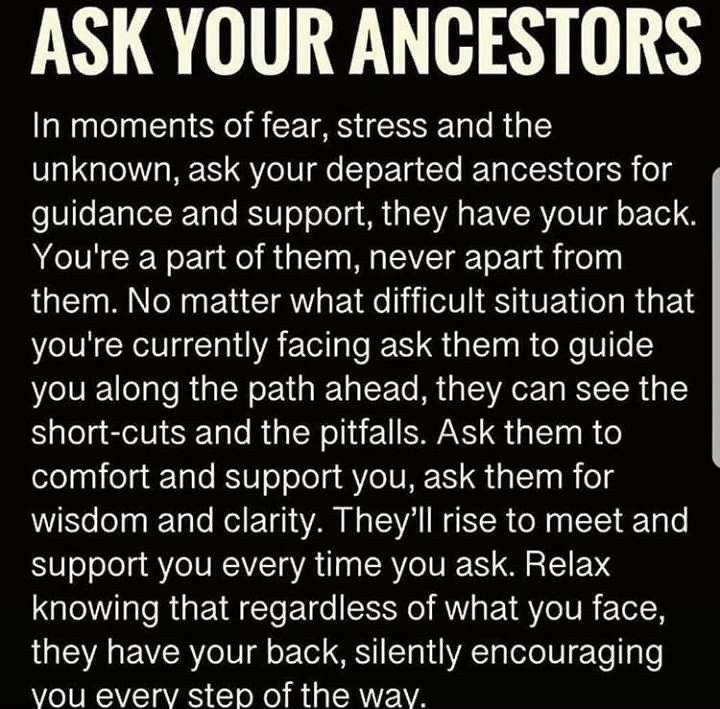 ASK YOUR ANCESTORS
In moments of fear, stress and the
unknown, ask your departed ancestors for
guidance and support, they have your back.
You're a part of them, never apart from
them. No matter what difficult situation that
you're currently facing ask them to guide
you along the path ahead, they can see the
short-cuts and the pitfalls. Ask them to
comfort and support you, ask them for
wisdom and clarity. They’ll rise to meet and
support you every time you ask. Relax
knowing that regardless of what you face,
they have your back, silently encouraging
you every step of the way.